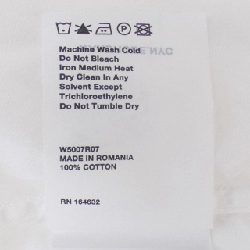 Machine Wash Cold
Do Not Bleach
Iron Medium Heat
Dry Clean In Any
Solvent Except
Trichloroethylene
Do Not Tumble Dry
W5007R07
MADE IN ROMANIA
100% COTTON
RN 164602